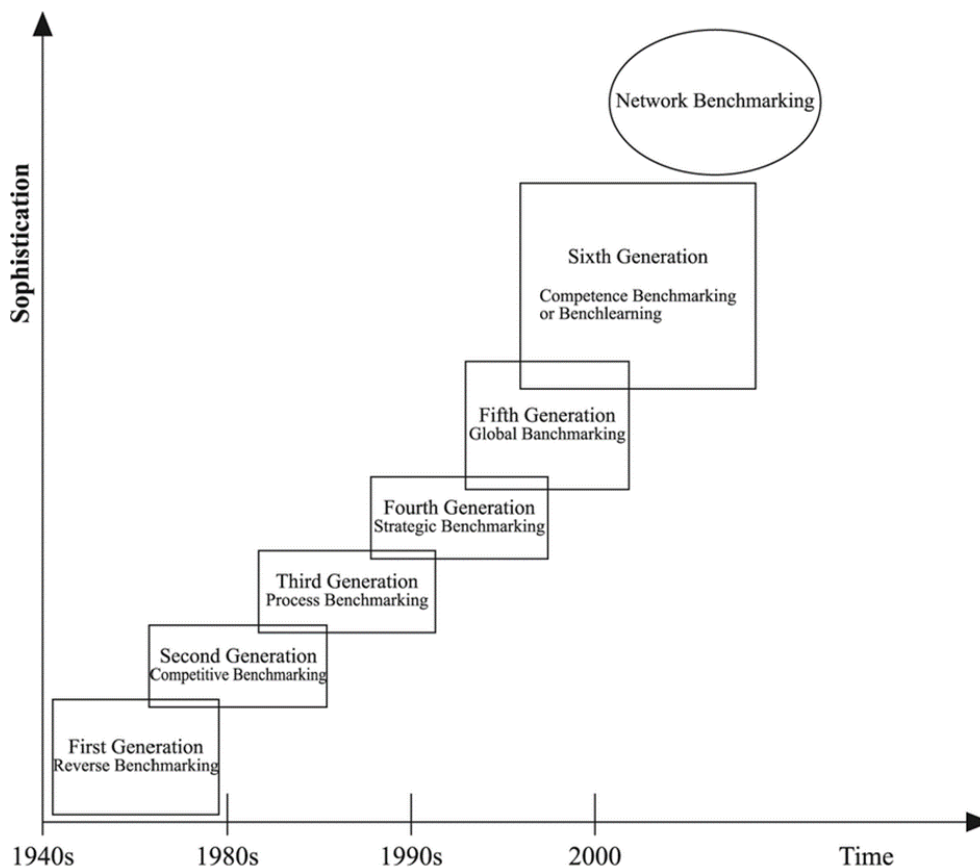 Network Benchmarking
Sophistication
Sixth Generation
Competence Benchmarking
or Benchlearning
Fifth Generation
Global Banchmarking
Fourth Generation
Strategic Benchmarking
Third Generation
Process Benchmarking
Second Generation
Competitive Benchmarking
First Generation
Reverse Benchmarking
1940s 1980s 1990s 2000 Time